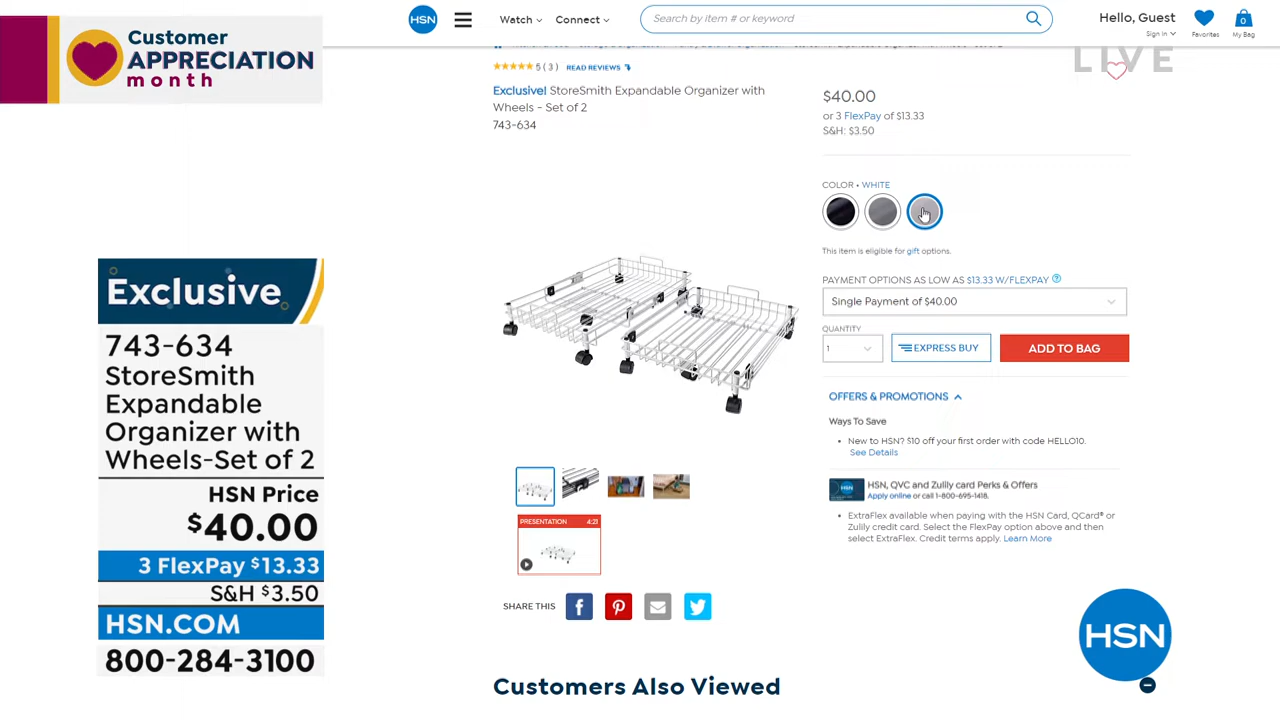 Customer
APPRECIATION
month
HSN
Watch
Connect
Search by item # or keyword
Hello, Guest
Sign in
Favorites
0
My Bag
LIVE
5 ( 3 ) READ REVIEWS
Exclusive! StoreSmith Expandable Organizer with
Wheels - Set of 2
743-634
$40.00
or 3 FlexPay of $13.33
S&H: $3.50
COLOR • WHITE
This item is eligible for gift options.
PAYMENT OPTIONS AS LOW AS $13.33 W/FLEXPAY ?
Single Payment of $40.00
QUANTITY
1
EXPRESS BUY
ADD TO BAG
OFFERS & PROMOTIONS
Ways To Save
• New to HSN? $10 off your first order with code HELLO10.
See Details
HSN, QVC and Zulily card Perks & Offers
Apply online or call 1-800-695-1418.
• ExtraFlex available when paying with the HSN Card, QCard® or
Zulily credit card. Select the FlexPay option above and then
select ExtraFlex. Credit terms apply. Learn More
Exclusive
743-634
StoreSmith
Expandable
Organizer with
Wheels-Set of 2
HSN Price
$40.00
3 FlexPay $13.33
S&H $3.50
HSN.COM
800-284-3100
PRESENTATION 4:21
SHARE THIS
HSN
Customers Also Viewed